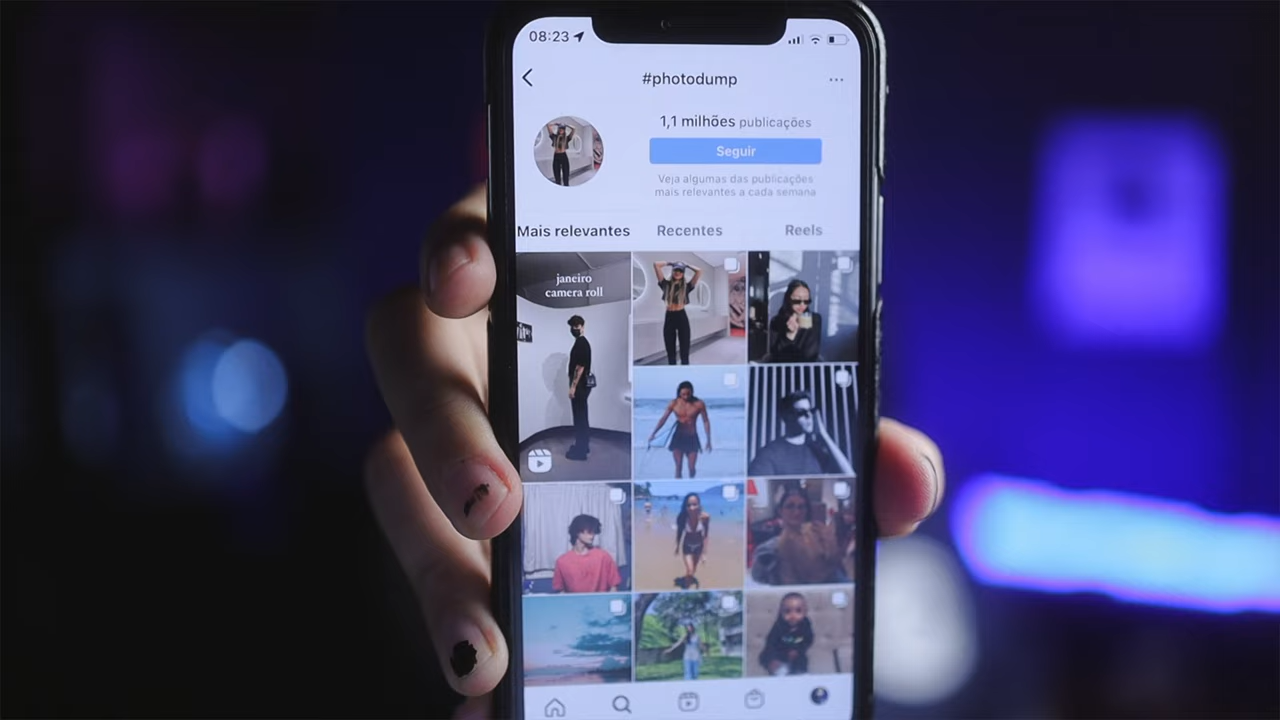 08:23
#photodump
1,1 milhões publicações
Seguir
Veja algumas das publicações
mais relevantes a cada semana
Mais relevantes Recentes Reels
janeiro
camera roll